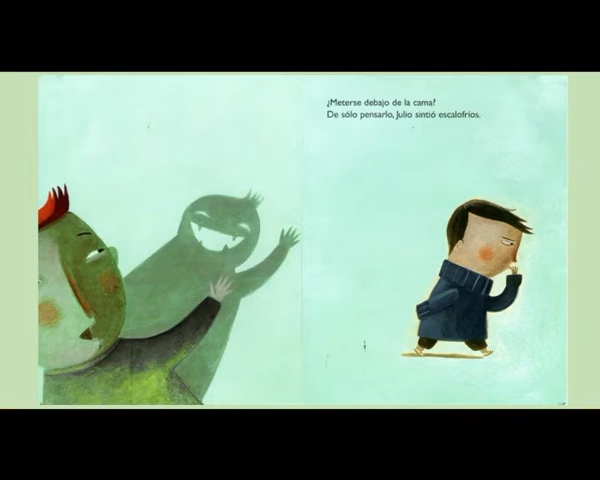 ¿Meterse debajo de la cama?
De sólo pensarlo, Julio sintió escalofríos.